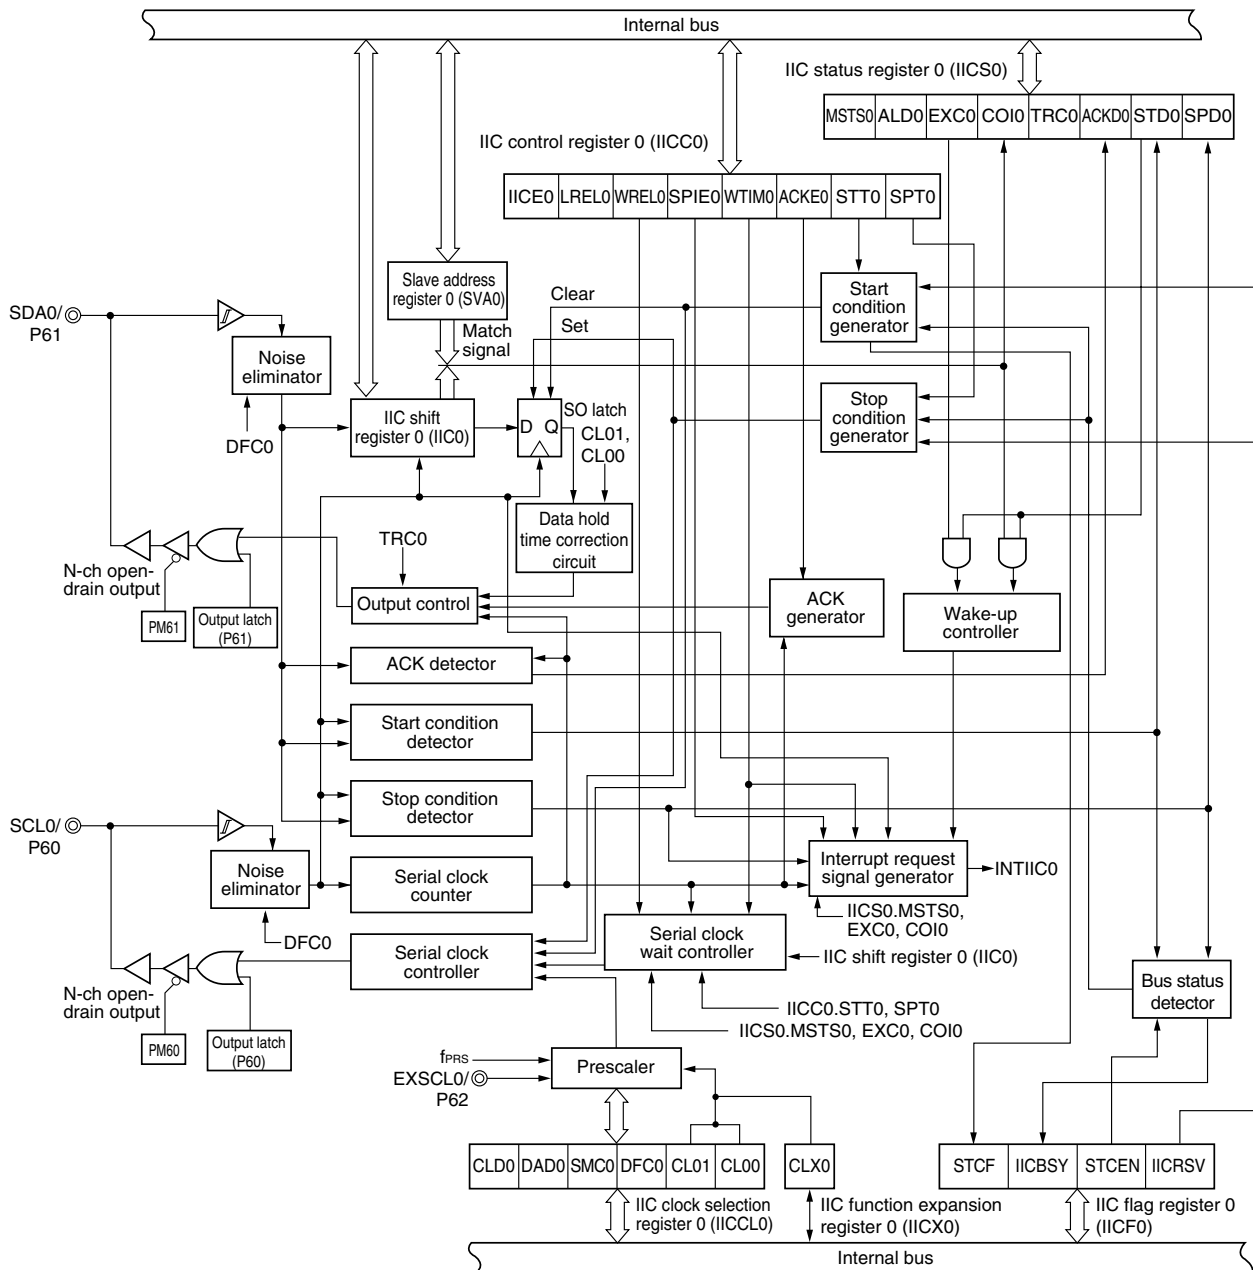 Internal bus
IIC status register 0 (IICS0)
MSTS0 ALD0 EXC0 COI0 TRC0 ACKD0 STD0 SPD0
IIC control register 0 (IICC0)
IICE0 LREL0 WREL0 SPIE0 WTIM0 ACKE0 STT0 SPT0
Slave address
register 0 (SVA0)
Clear
Set
Match
signal
Start
condition
generator
SDA0/
P61
Noise
eliminator
DFC0
IIC shift
register 0 (IIC0)
D Q
SO latch
CL01,
CL00
Stop
condition
generator
Data hold
time correction
circuit
TRC0
N-ch open-
drain output
PM61
Output latch
(P61)
Output control
ACK
generator
Wake-up
controller
ACK detector
Start condition
detector
Stop condition
detector
SCL0/
P60
Noise
eliminator
DFC0
Serial clock
counter
Interrupt request
signal generator
INTIIC0
IICS0.MSTS0,
EXC0, COI0
Serial clock
controller
Serial clock
wait controller
IIC shift register 0 (IIC0)
Bus status
detector
N-ch open-
drain output
PM60
Output latch
(P60)
IICC0.STT0, SPT0
IICS0.MSTS0, EXC0, COI0
fPRS
EXSCL0/
P62
Prescaler
CLD0 DAD0 SMC0 DFC0 CL01 CL00
CLX0
STCF IICBSY STCEN IICRSV
IIC clock selection
register 0 (IICCL0)
IIC function expansion
register 0 (IICX0)
IIC flag register 0
(IICF0)
Internal bus